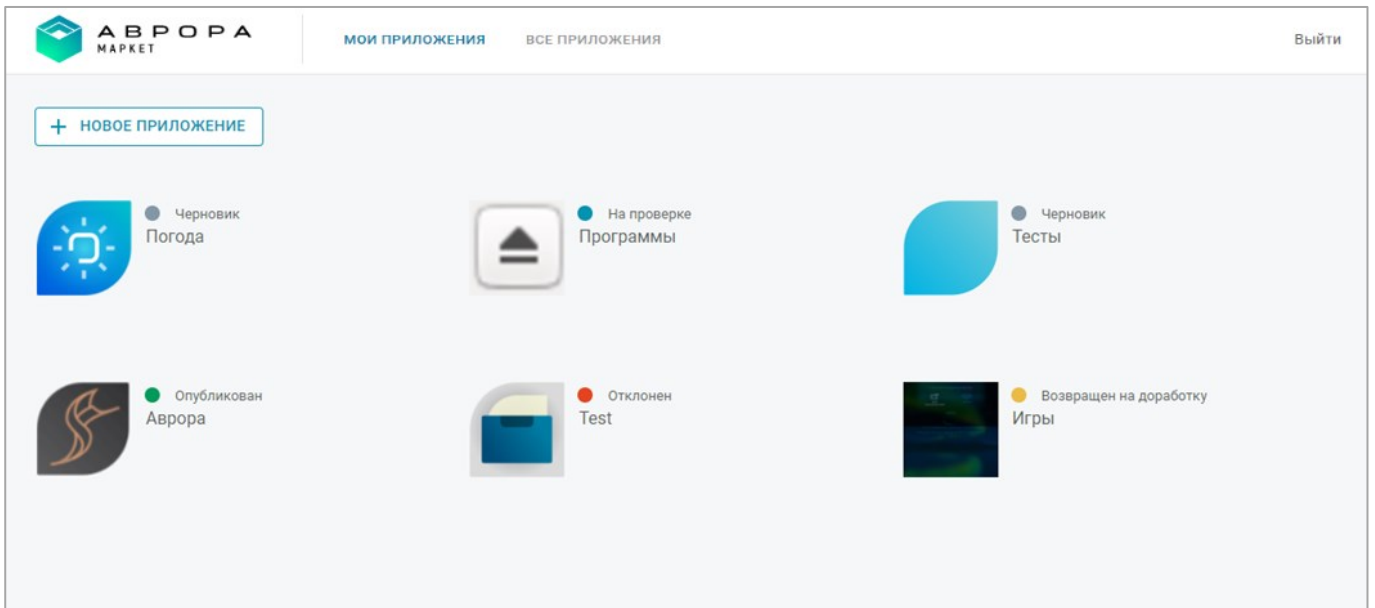 АВРОРА
МАРКЕТ
МОИ ПРИЛОЖЕНИЯ ВСЕ ПРИЛОЖЕНИЯ Выйти
+ НОВОЕ ПРИЛОЖЕНИЕ
Черновик
Погода
На проверке
Программы
Черновик
Тесты
Опубликован
Аврора
Отклонен
Test
Возвращен на доработку
Игры